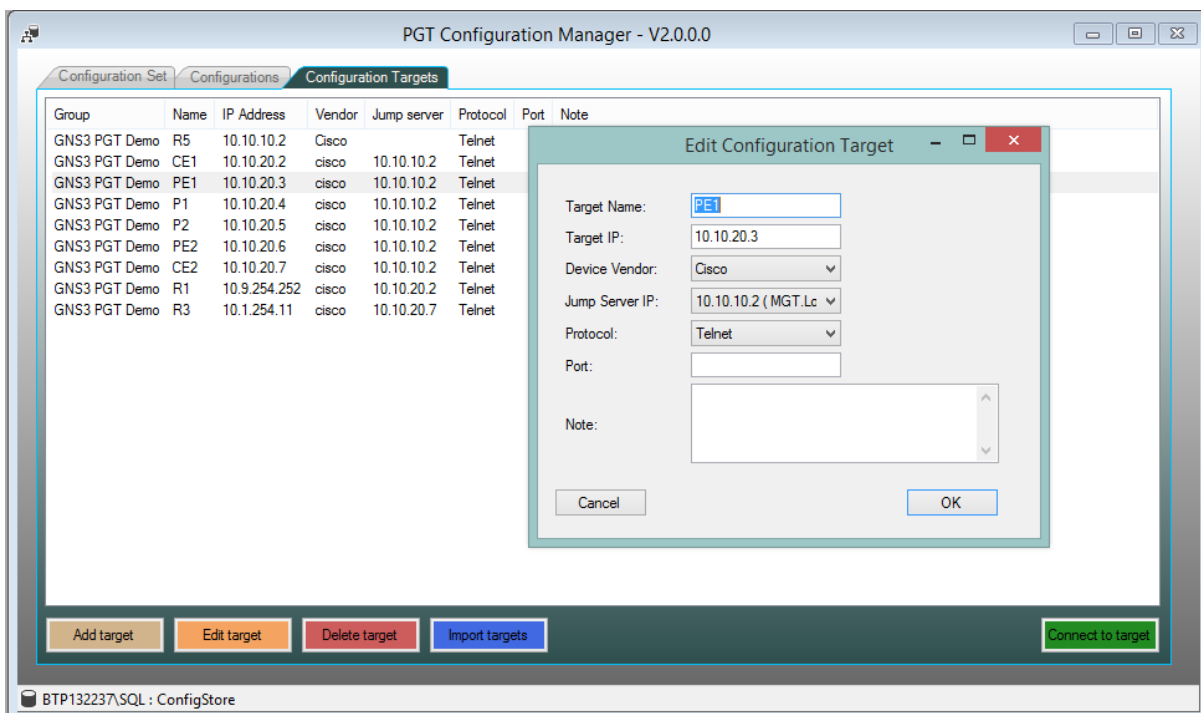 PGT Configuration Manager - V2.0.0.0
Configuration Set Configurations Configuration Targets
Group Name IP Address Vendor Jump server Protocol Port Note
GNS3 PGT Demo R5 10.10.10.2 Cisco Telnet
GNS3 PGT Demo CE1 10.10.20.2 cisco 10.10.10.2 Telnet
GNS3 PGT Demo PE1 10.10.20.3 cisco 10.10.10.2 Telnet
GNS3 PGT Demo P1 10.10.20.4 cisco 10.10.10.2 Telnet
GNS3 PGT Demo P2 10.10.20.5 cisco 10.10.10.2 Telnet
GNS3 PGT Demo PE2 10.10.20.6 cisco 10.10.10.2 Telnet
GNS3 PGT Demo CE2 10.10.20.7 cisco 10.10.10.2 Telnet
GNS3 PGT Demo R1 10.9.254.252 cisco 10.10.20.2 Telnet
GNS3 PGT Demo R3 10.1.254.11 cisco 10.10.20.7 Telnet
Edit Configuration Target
Target Name: PE1
Target IP: 10.10.20.3
Device Vendor: Cisco
Jump Server IP: 10.10.10.2 ( MGT.Lc
Protocol: Telnet
Port:
Note:
Cancel OK
Add target Edit target Delete target Import targets Connect to target
BTP132237\SQL : ConfigStore